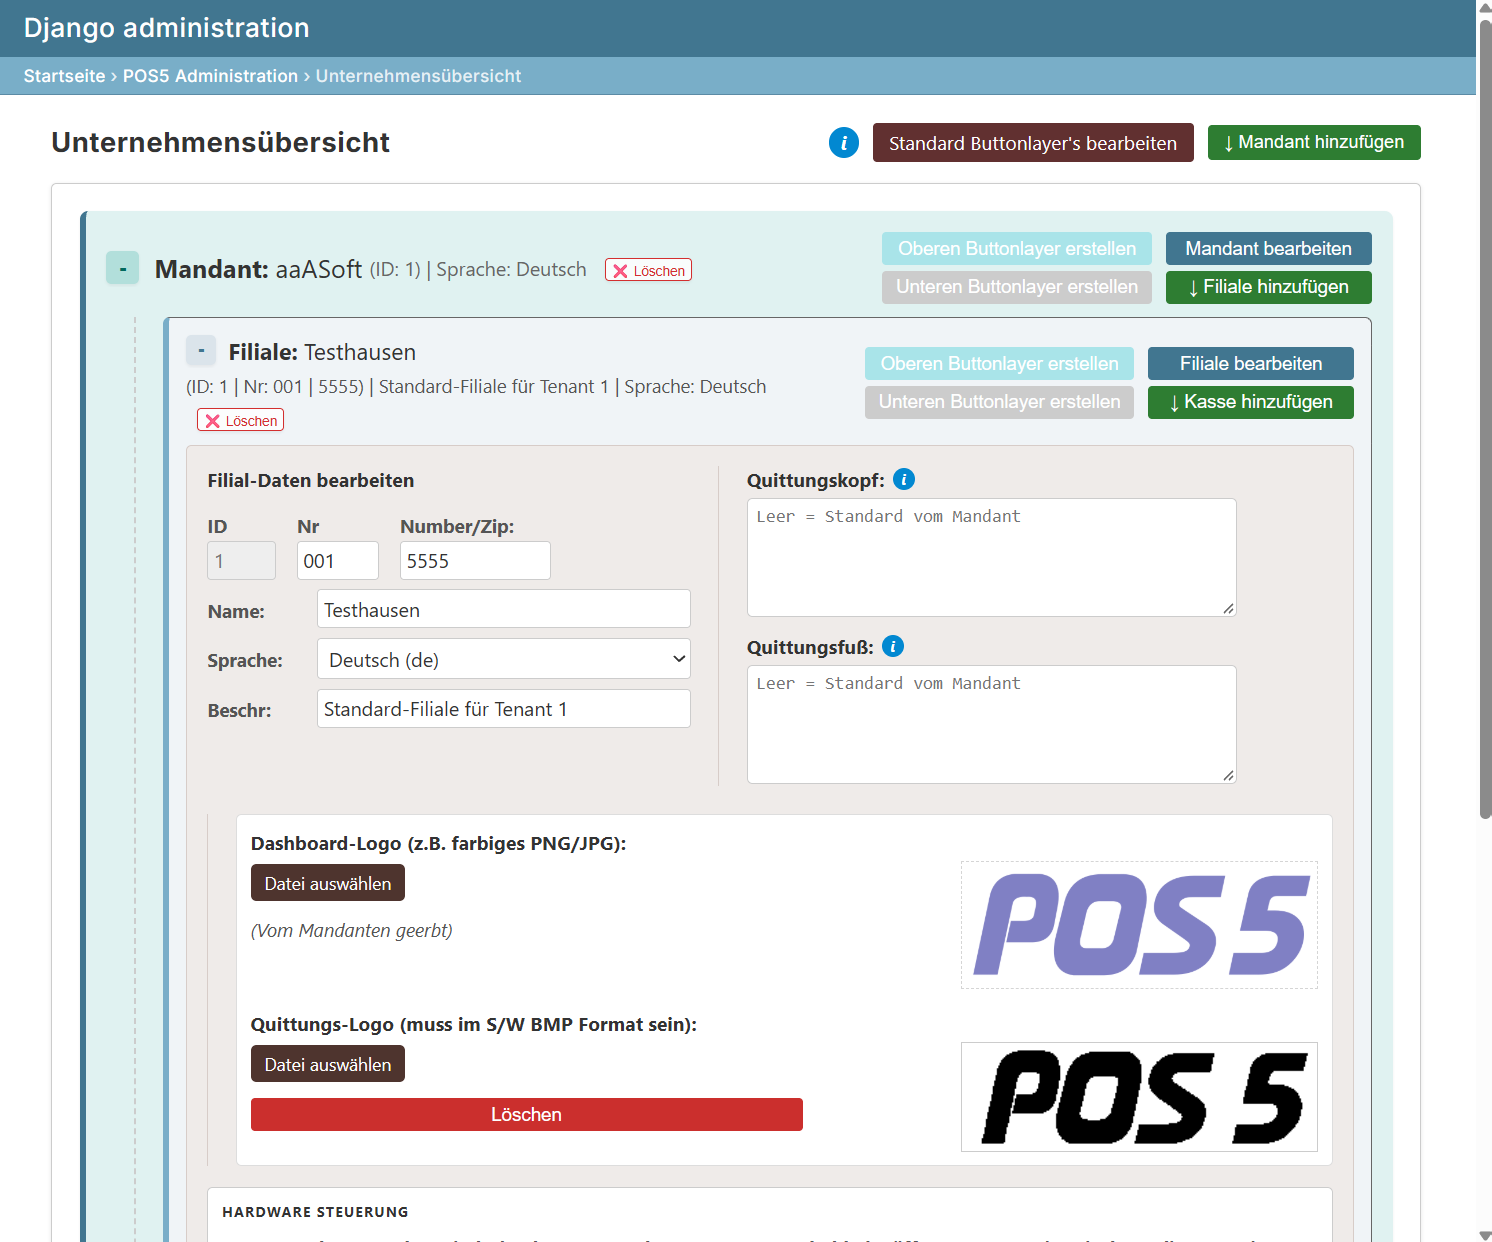 Django administration
Startseite › POS5 Administration › Unternehmensübersicht
Unternehmensübersicht
i
Standard Buttonlayer's bearbeiten
↓ Mandant hinzufügen
- Mandant: aaASoft (ID: 1) | Sprache: Deutsch
❌ Löschen
Oberen Buttonlayer erstellen
Mandant bearbeiten
Unteren Buttonlayer erstellen
↓ Filiale hinzufügen
- Filiale: Testhausen
(ID: 1 | Nr: 001 | 5555) | Standard-Filiale für Tenant 1 | Sprache: Deutsch
❌ Löschen
Oberen Buttonlayer erstellen
Filiale bearbeiten
Unteren Buttonlayer erstellen
↓ Kasse hinzufügen
Filial-Daten bearbeiten
ID Nr Number/Zip:
1 001 5555
Name: Testhausen
Sprache: Deutsch (de)
Beschr: Standard-Filiale für Tenant 1
Quittungskopf: i
Leer = Standard vom Mandant
Quittungsfuß: i
Leer = Standard vom Mandant
Dashboard-Logo (z.B. farbiges PNG/JPG):
Datei auswählen
(Vom Mandanten geerbt)
POS 5
Quittungs-Logo (muss im S/W BMP Format sein):
Datei auswählen
Löschen
POS 5
HARDWARE STEUERUNG